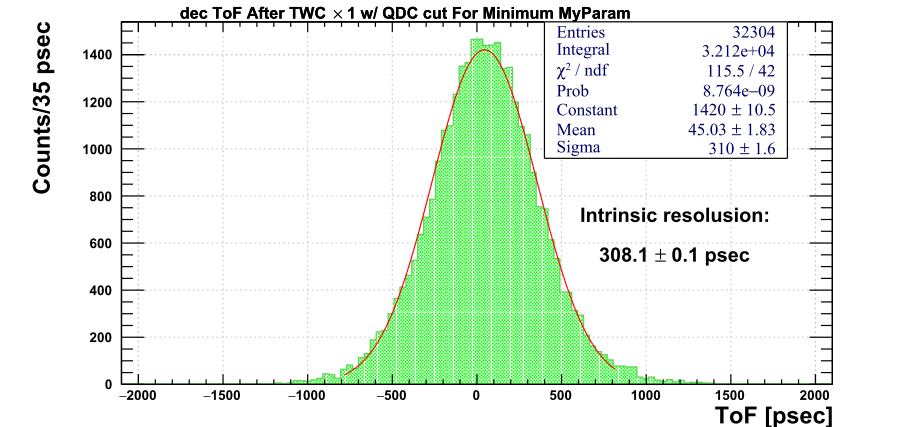 dec ToF After TWC × 1 w/ QDC cut For Minimum MyParam
Counts/35 psec
Entries 32304
Integral 3.212e+04
χ² / ndf 115.5 / 42
Prob 8.764e−09
Constant 1420 ± 10.5
Mean 45.03 ± 1.83
Sigma 310 ± 1.6
Intrinsic resolusion:
308.1 ± 0.1 psec
1400
1200
1000
800
600
400
200
0
−2000 −1500 −1000 −500 0 500 1000 1500 2000
ToF [psec]